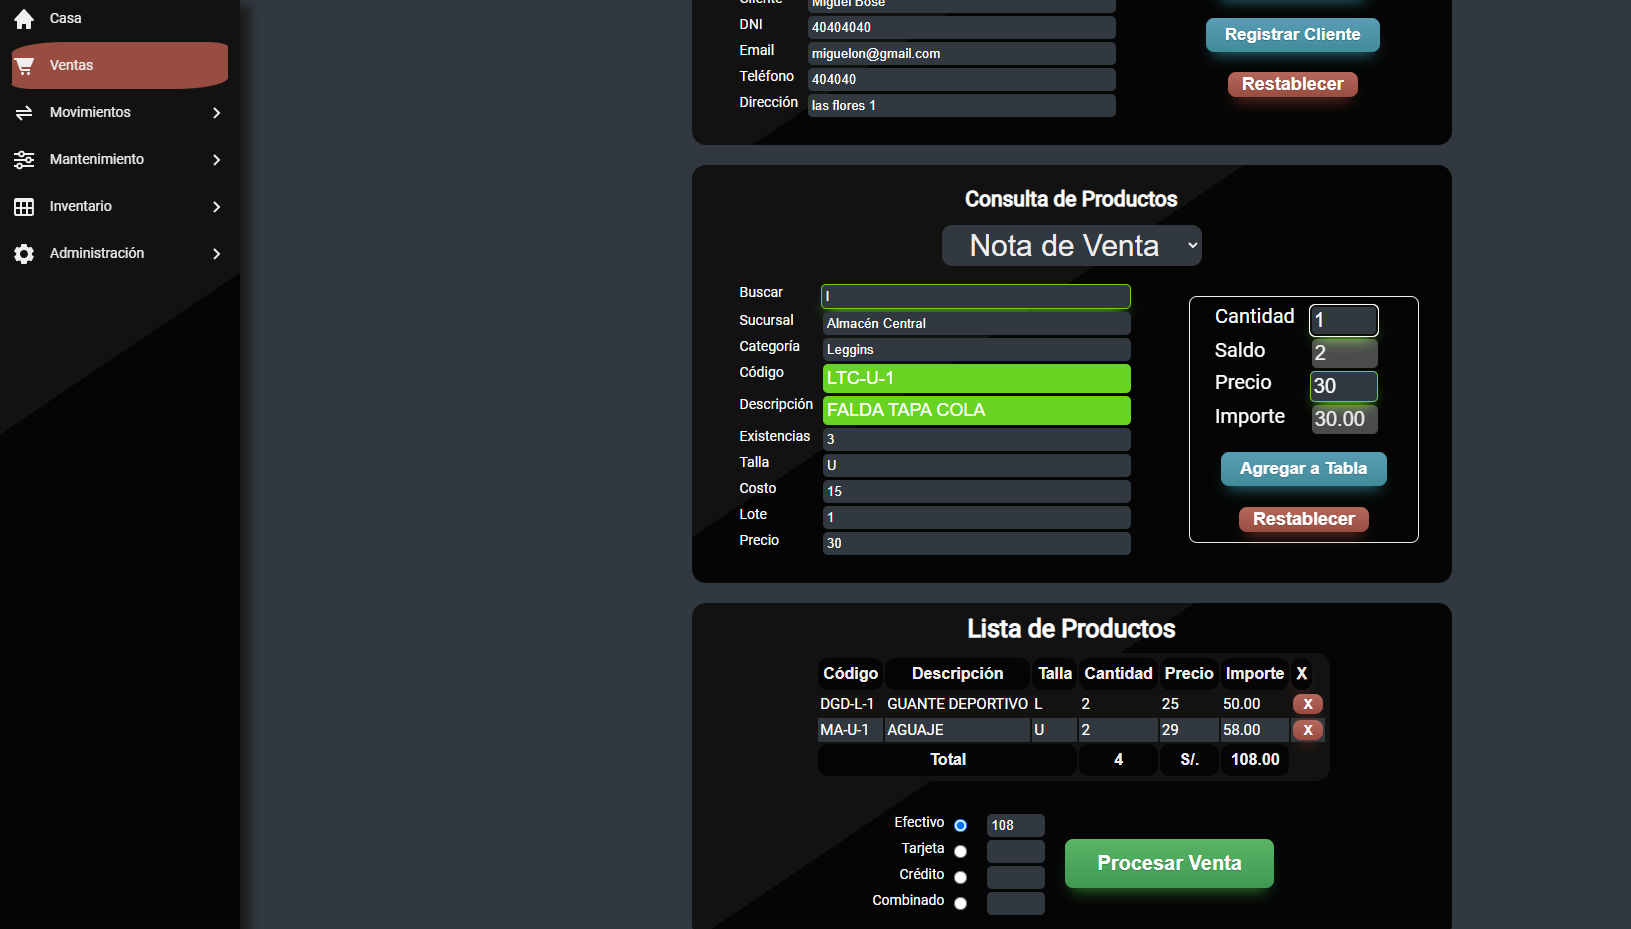 Casa
Ventas
Movimientos
Mantenimiento
Inventario
Administración
Cliente Miguel Bose
DNI 40404040
Email miguelon@gmail.com
Teléfono 404040
Dirección las flores 1
Registrar Cliente
Restablecer
Consulta de Productos
Nota de Venta
Buscar l
Sucursal Almacén Central
Categoría Leggins
Código LTC-U-1
Descripción FALDA TAPA COLA
Existencias 3
Talla U
Costo 15
Lote 1
Precio 30
Cantidad 1
Saldo 2
Precio 30
Importe 30.00
Agregar a Tabla
Restablecer
Lista de Productos
Código Descripción Talla Cantidad Precio Importe X
DGD-L-1 GUANTE DEPORTIVO L 2 25 50.00 X
MA-U-1 AGUAJE U 2 29 58.00 X
Total 4 S/. 108.00
Efectivo 108
Tarjeta
Crédito
Combinado
Procesar Venta